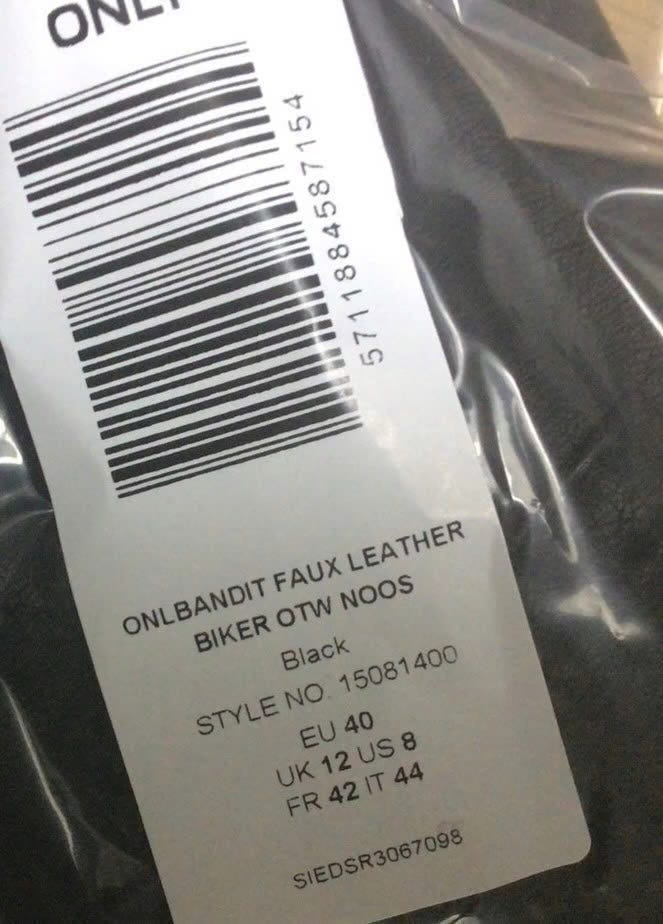 ONLY
5711884587154
ONLBANDIT FAUX LEATHER
BIKER OTW NOOS
Black
STYLE NO. 15081400
EU 40
UK 12 US 8
FR 42 IT 44
SIEDSR3067098